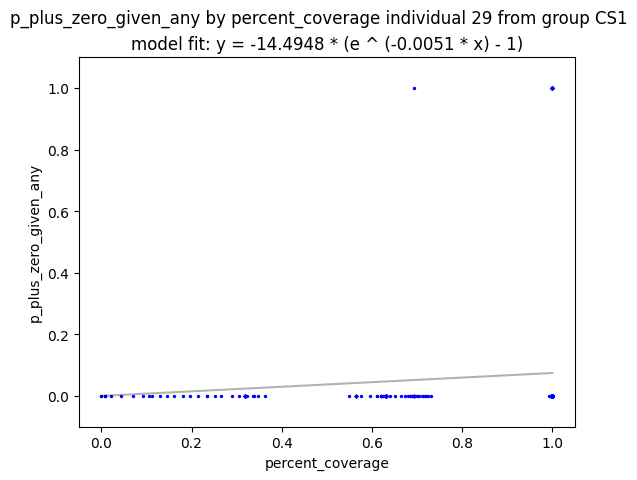 p_plus_zero_given_any by percent_coverage individual 29 from group CS1
model fit: y = -14.4948 * (e ^ (-0.0051 * x) - 1)
1.0
0.8
0.6
0.4
0.2
0.0
p_plus_zero_given_any
0.0 0.2 0.4 0.6 0.8 1.0
percent_coverage